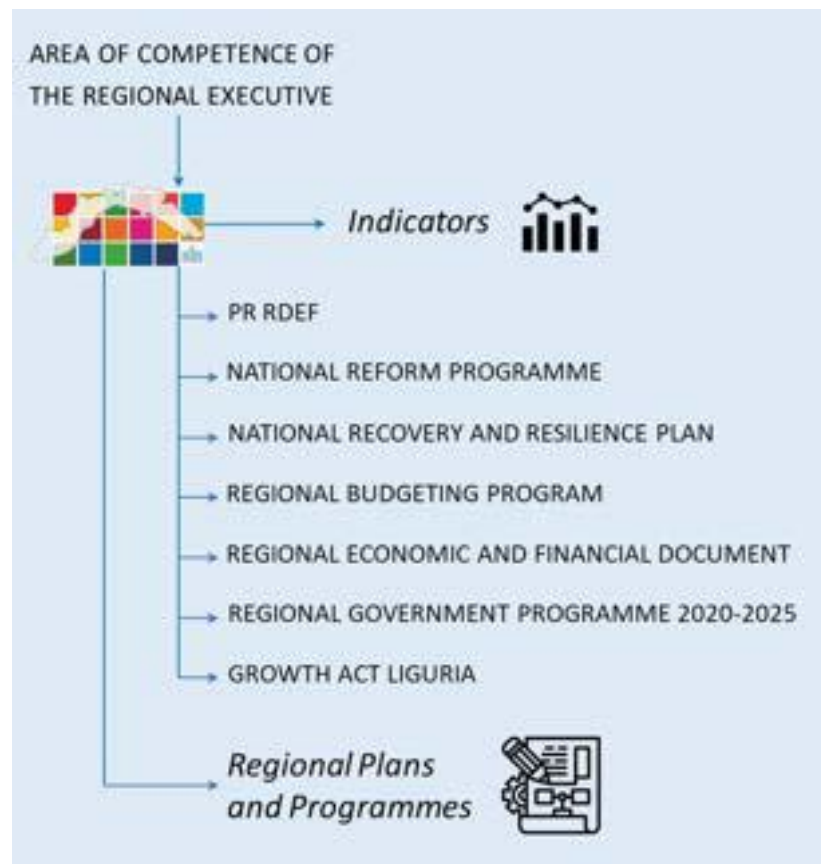 AREA OF COMPETENCE OF
THE REGIONAL EXECUTIVE
Indicators
PR RDEF
NATIONAL REFORM PROGRAMME
NATIONAL RECOVERY AND RESILIENCE PLAN
REGIONAL BUDGETING PROGRAM
REGIONAL ECONOMIC AND FINANCIAL DOCUMENT
REGIONAL GOVERNMENT PROGRAMME 2020-2025
GROWTH ACT LIGURIA
Regional Plans
and Programmes